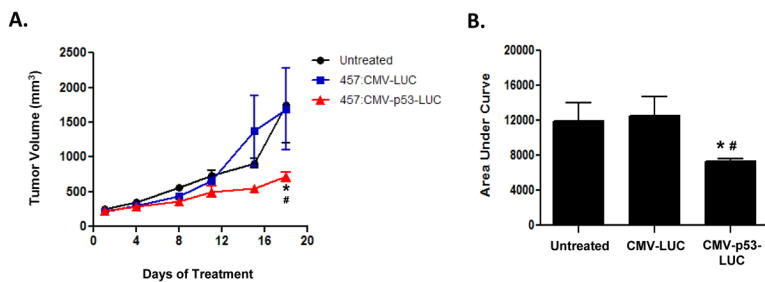 A.
Tumor Volume (mm³)
2500
2000
1500
1000
500
0
0
4
8
12
16
20
Days of Treatment
*
#
Untreated
457:CMV-LUC
457:CMV-p53-LUC
B.
Area Under Curve
20000
16000
12000
8000
4000
0
* #
Untreated
CMV-LUC
CMV-p53-
LUC